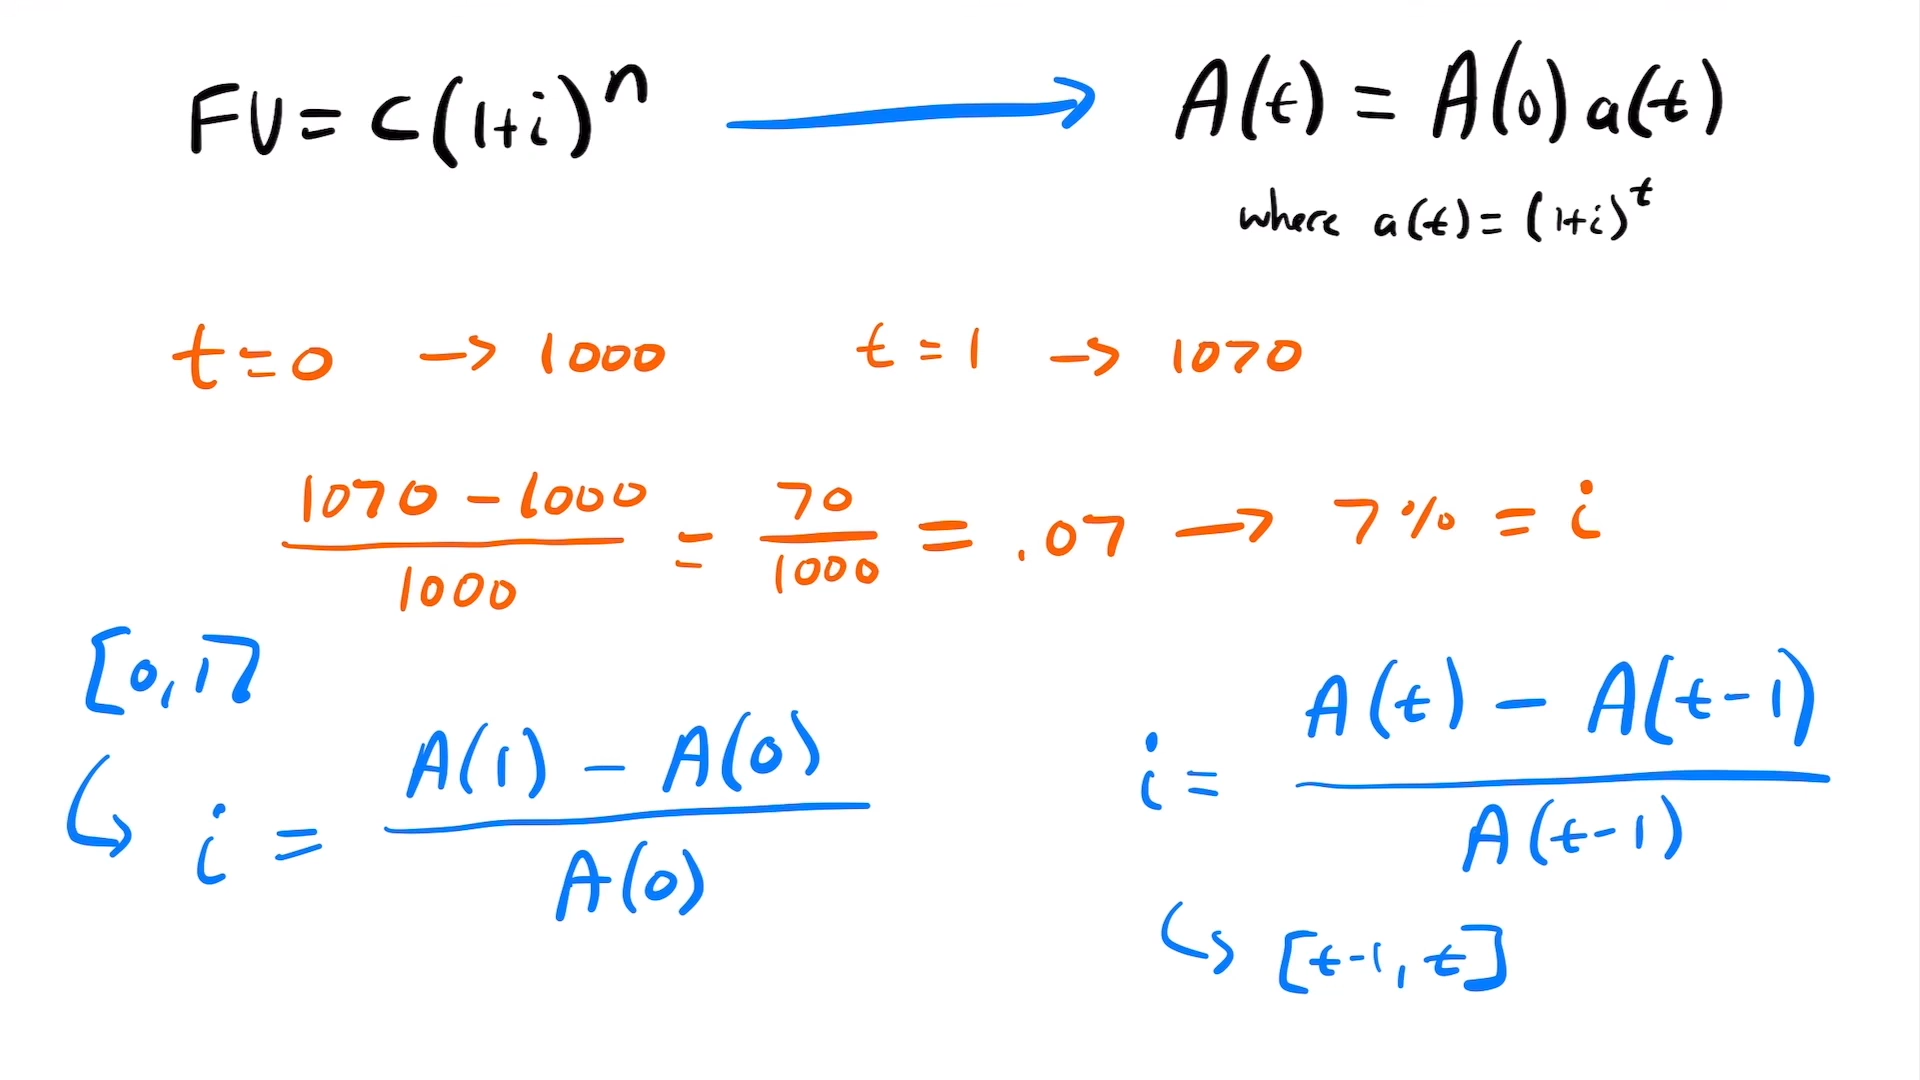 FV = C(1+i)^n → A(t) = A(0) a(t)
where a(t) = (1+i)^t
t = 0 → 1000 t = 1 → 1070
(1070 - 1000)/1000 = 70/1000 = .07 → 7% = i
[0,1]
↳ i = (A(1) - A(0))/A(0)
i = (A(t) - A(t-1))/A(t-1)
↳ [t-1, t]